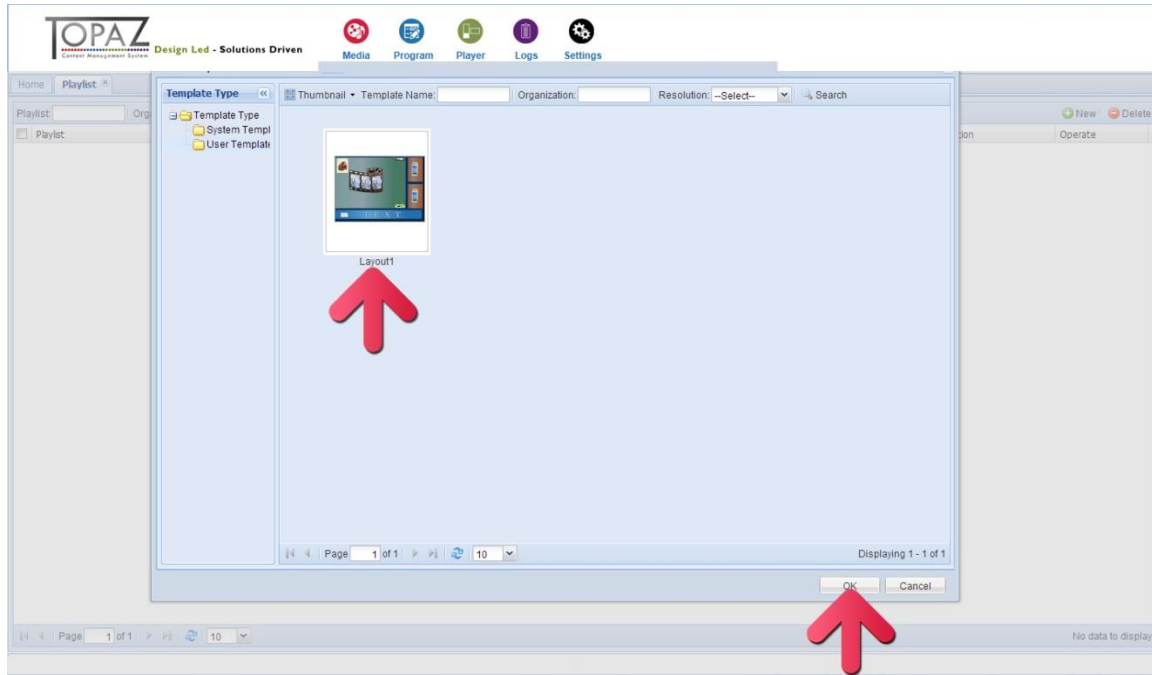 TOPAZ
Content Management System
Design Led - Solutions Driven
Media Program Player Logs Settings
Home Playlist
Playlist: Org
New Delete
Playlist
tion Operate
Template Type
Thumbnail Template Name: Organization: Resolution: --Select-- Search
Template Type
System Templ
User Template
TEXT
Layout1
Page 1 of 1 10 Displaying 1 - 1 of 1
OK Cancel
Page 1 of 1 10 No data to display